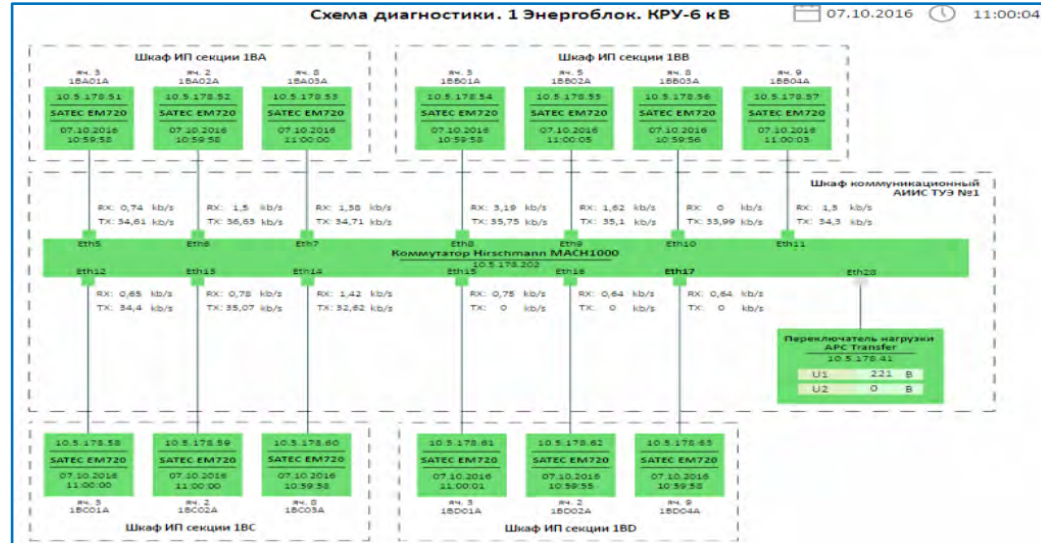 Схема диагностики. 1 Энергоблок. КРУ-6 кВ 07.10.2016 11:00:04
Шкаф ИП секции 1ВА
Шкаф ИП секции 1ВВ
яч. 3 яч. 2 яч. 8 яч. 3 яч. 5 яч. 8 яч. 9
1BA01A 1BA02A 1BA03A 1BB01A 1BB02A 1BB03A 1BB04A
10.5.178.51 10.5.178.52 10.5.178.53 10.5.178.54 10.5.178.55 10.5.178.56 10.5.178.57
SATEC EM720 SATEC EM720 SATEC EM720 SATEC EM720 SATEC EM720 SATEC EM720 SATEC EM720
07.10.2016 07.10.2016 07.10.2016 07.10.2016 07.10.2016 07.10.2016 07.10.2016
10:59:58 10:59:58 11:00:00 10:59:58 11:00:05 10:59:56 11:00:03
Шкаф коммуникационный
АИИС ТУЭ №1
RX: 0,74 kb/s RX: 1,5 kb/s RX: 1,38 kb/s RX: 3,19 kb/s RX: 1,62 kb/s RX: 0 kb/s RX: 1,5 kb/s
TX: 34,61 kb/s TX: 36,63 kb/s TX: 34,71 kb/s TX: 35,75 kb/s TX: 35,1 kb/s TX: 33,99 kb/s TX: 34,3 kb/s
Eth5 Eth6 Eth7 Eth8 Eth9 Eth10 Eth11
Коммутатор Hirschmann MACH1000
10.5.178.202
Eth12 Eth13 Eth14 Eth15 Eth16 Eth17 Eth28
RX: 0,65 kb/s RX: 0,78 kb/s RX: 1,42 kb/s RX: 0,75 kb/s RX: 0,64 kb/s RX: 0,64 kb/s
TX: 34,4 kb/s TX: 35,07 kb/s TX: 32,62 kb/s TX: 0 kb/s TX: 0 kb/s TX: 0 kb/s
Переключатель нагрузки
APC Transfer
10.5.178.41
U1 221 В
U2 0 В
10.5.178.58 10.5.178.59 10.5.178.60 10.5.178.61 10.5.178.62 10.5.178.63
SATEC EM720 SATEC EM720 SATEC EM720 SATEC EM720 SATEC EM720 SATEC EM720
07.10.2016 07.10.2016 07.10.2016 07.10.2016 07.10.2016 07.10.2016
11:00:00 11:00:00 10:59:58 11:00:01 10:59:55 10:59:58
яч. 3 яч. 2 яч. 8 яч. 3 яч. 2 яч. 9
1BC01A 1BC02A 1BC03A 1BD01A 1BD02A 1BD04A
Шкаф ИП секции 1ВС
Шкаф ИП секции 1BD